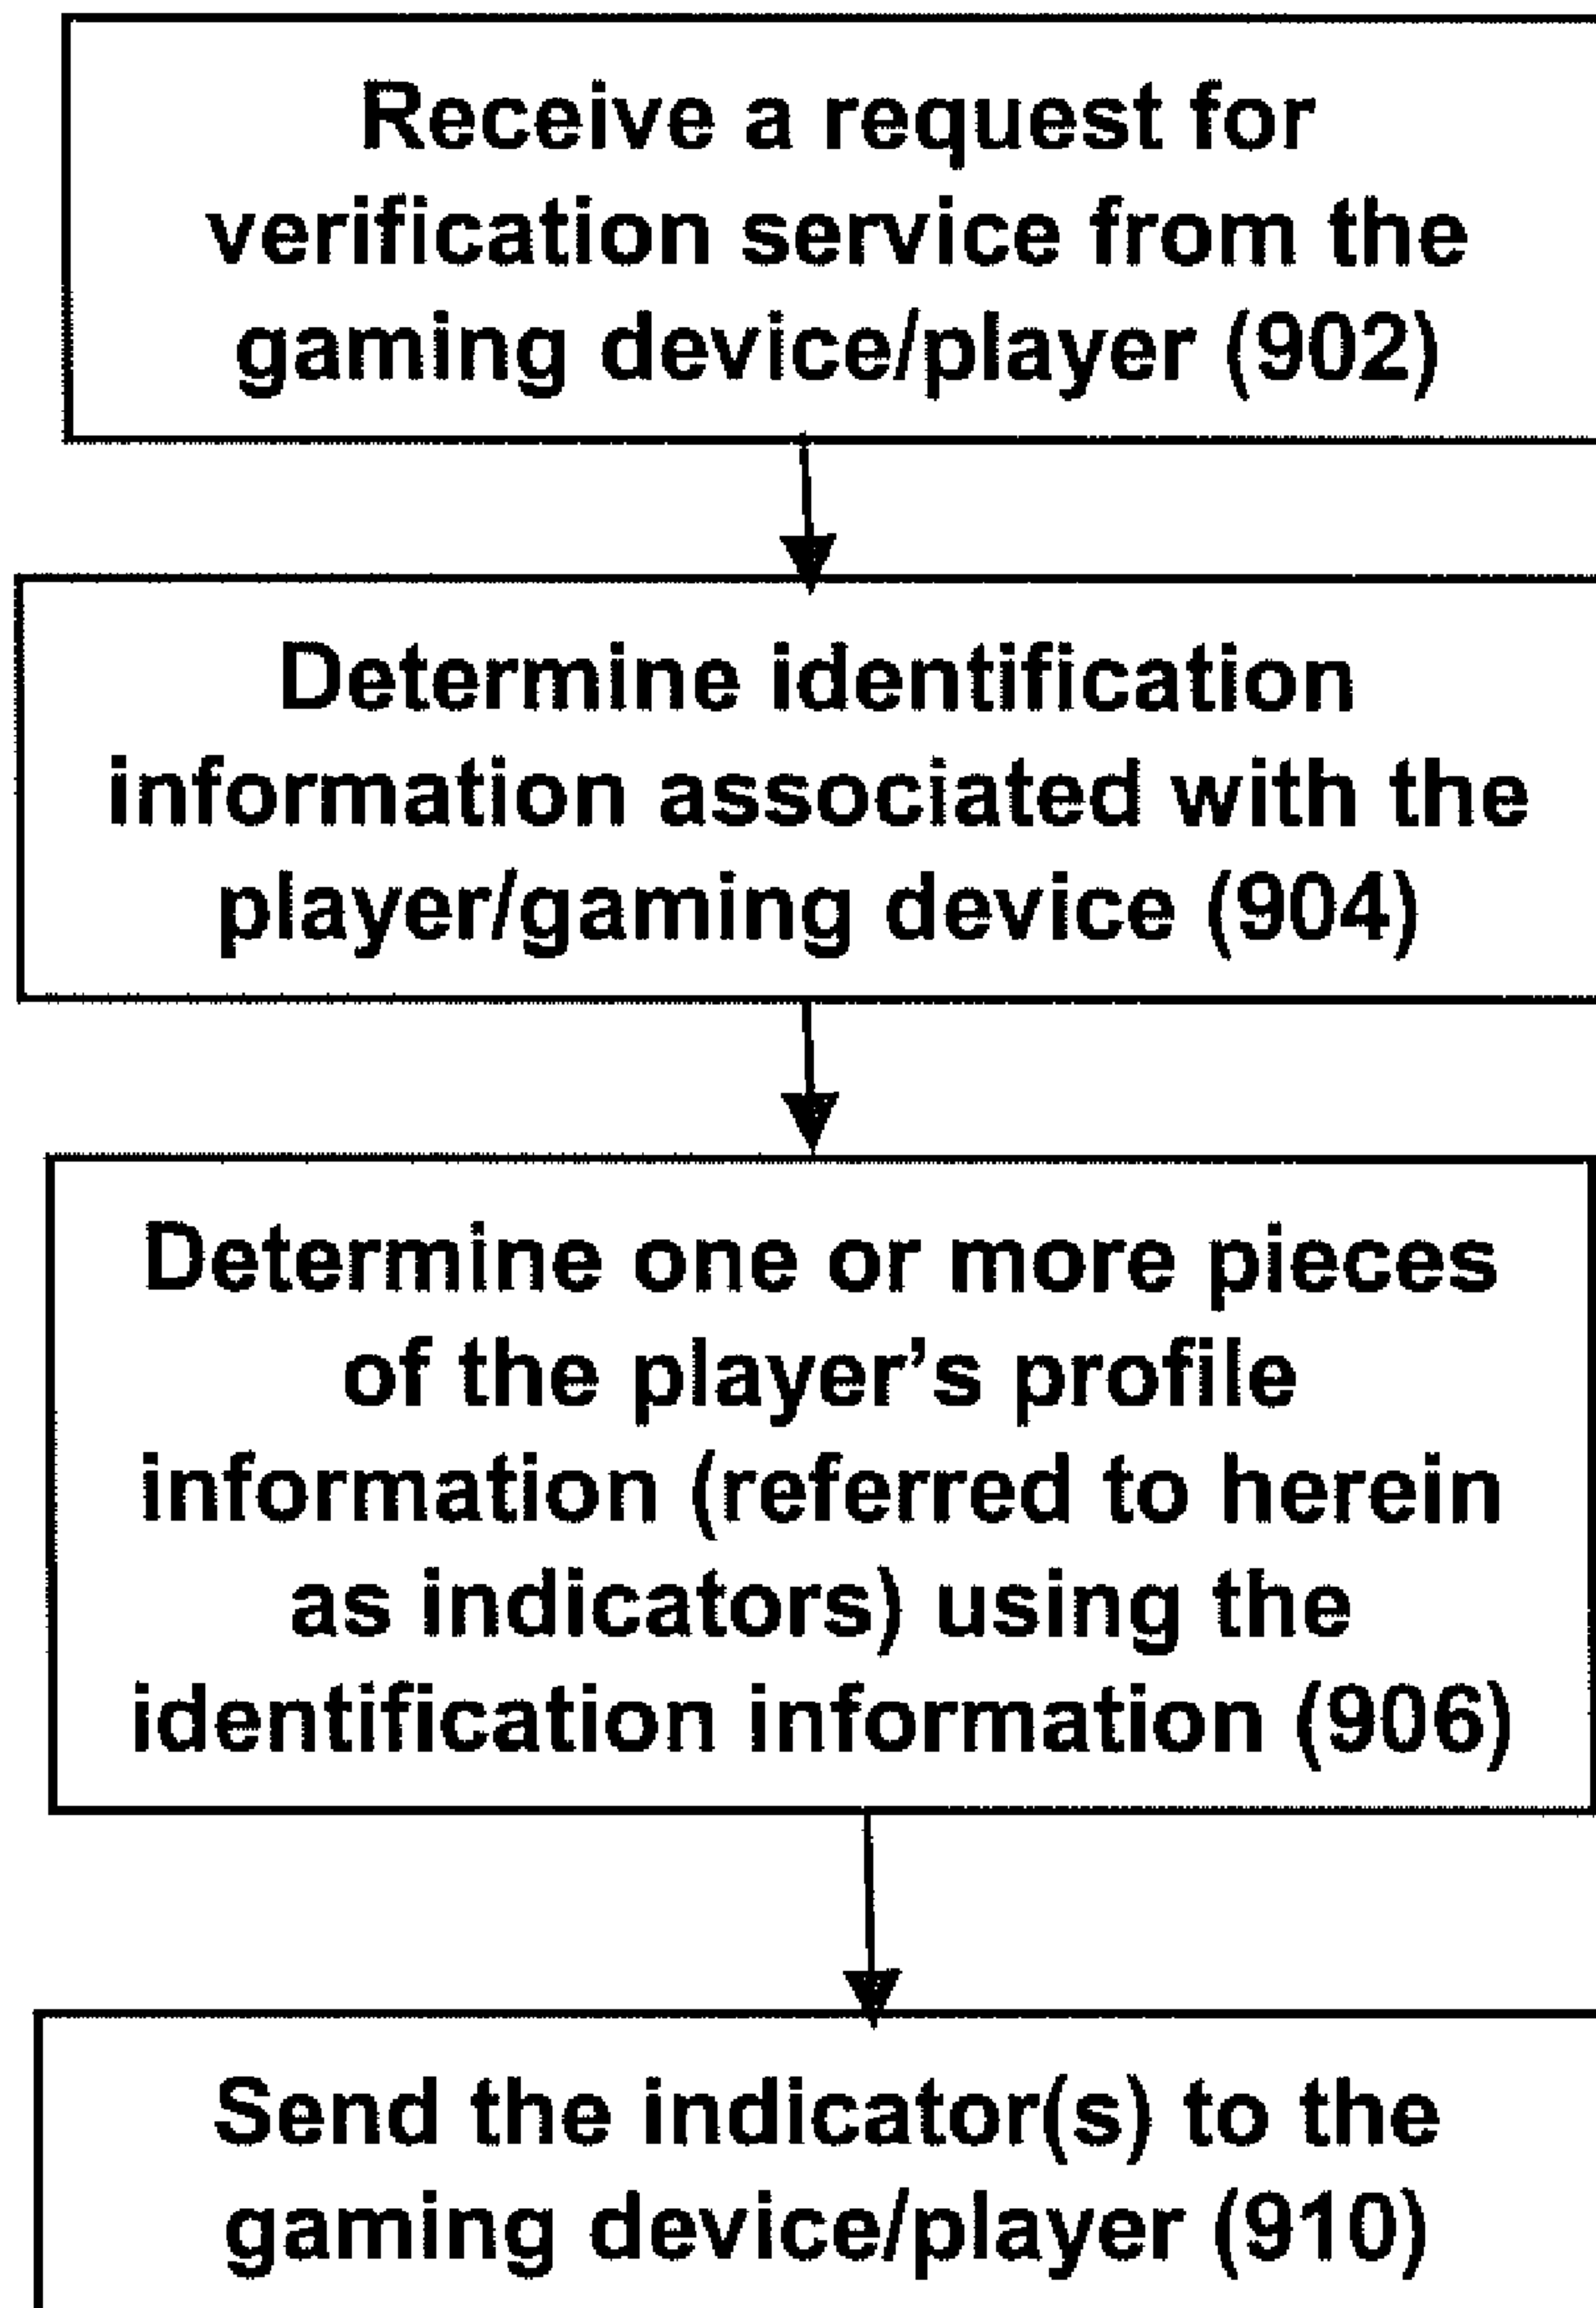 Receive a request for
verification service from the
gaming device/player (902)
Determine identification
information associated with the
player/gaming device (904)
Determine one or more pieces
of the player’s profile
information (referred to herein
as indicators) using the
identification information (906)
Send the indicator(s) to the
gaming device/player (910)